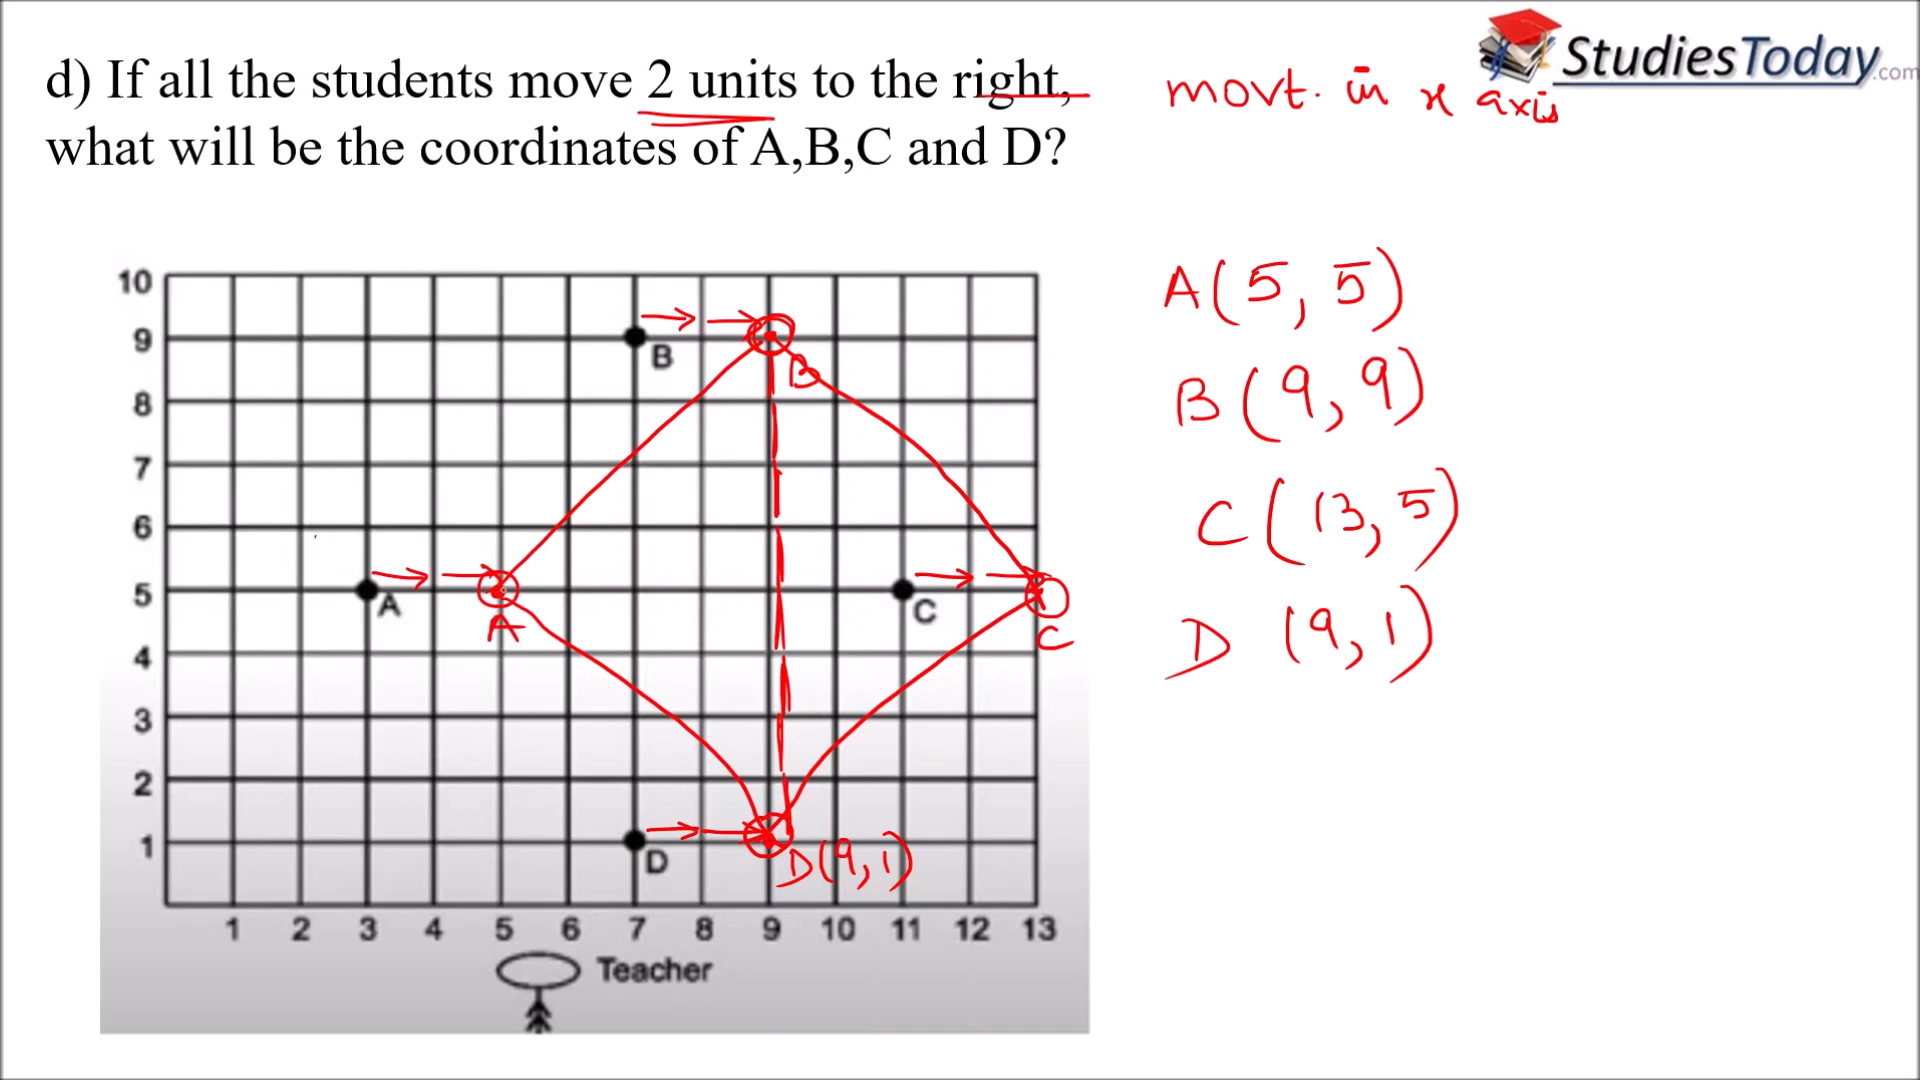 StudiesToday.com
d) If all the students move 2 units to the right,
what will be the coordinates of A,B,C and D?
movt. in x axis
A(5, 5)
B(9, 9)
C(13, 5)
D(9, 1)
10
9
8
7
6
5
4
3
2
1
B
B
A
A
C
C
D
D(9,1)
1 2 3 4 5 6 7 8 9 10 11 12 13
Teacher